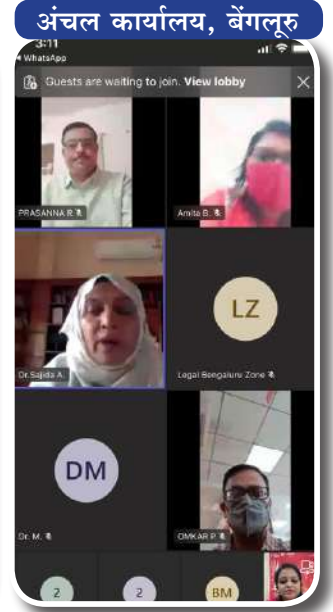 अंचल कार्यालय, बेंगलूरु
3:11
WhatsApp
Guests are waiting to join. View lobby
PRASANNA R
Amita B.
Dr.Sajida A.
LZ
Legal Bengaluru Zone
DM
Dr. M.
OMKAR P
2
2
BM